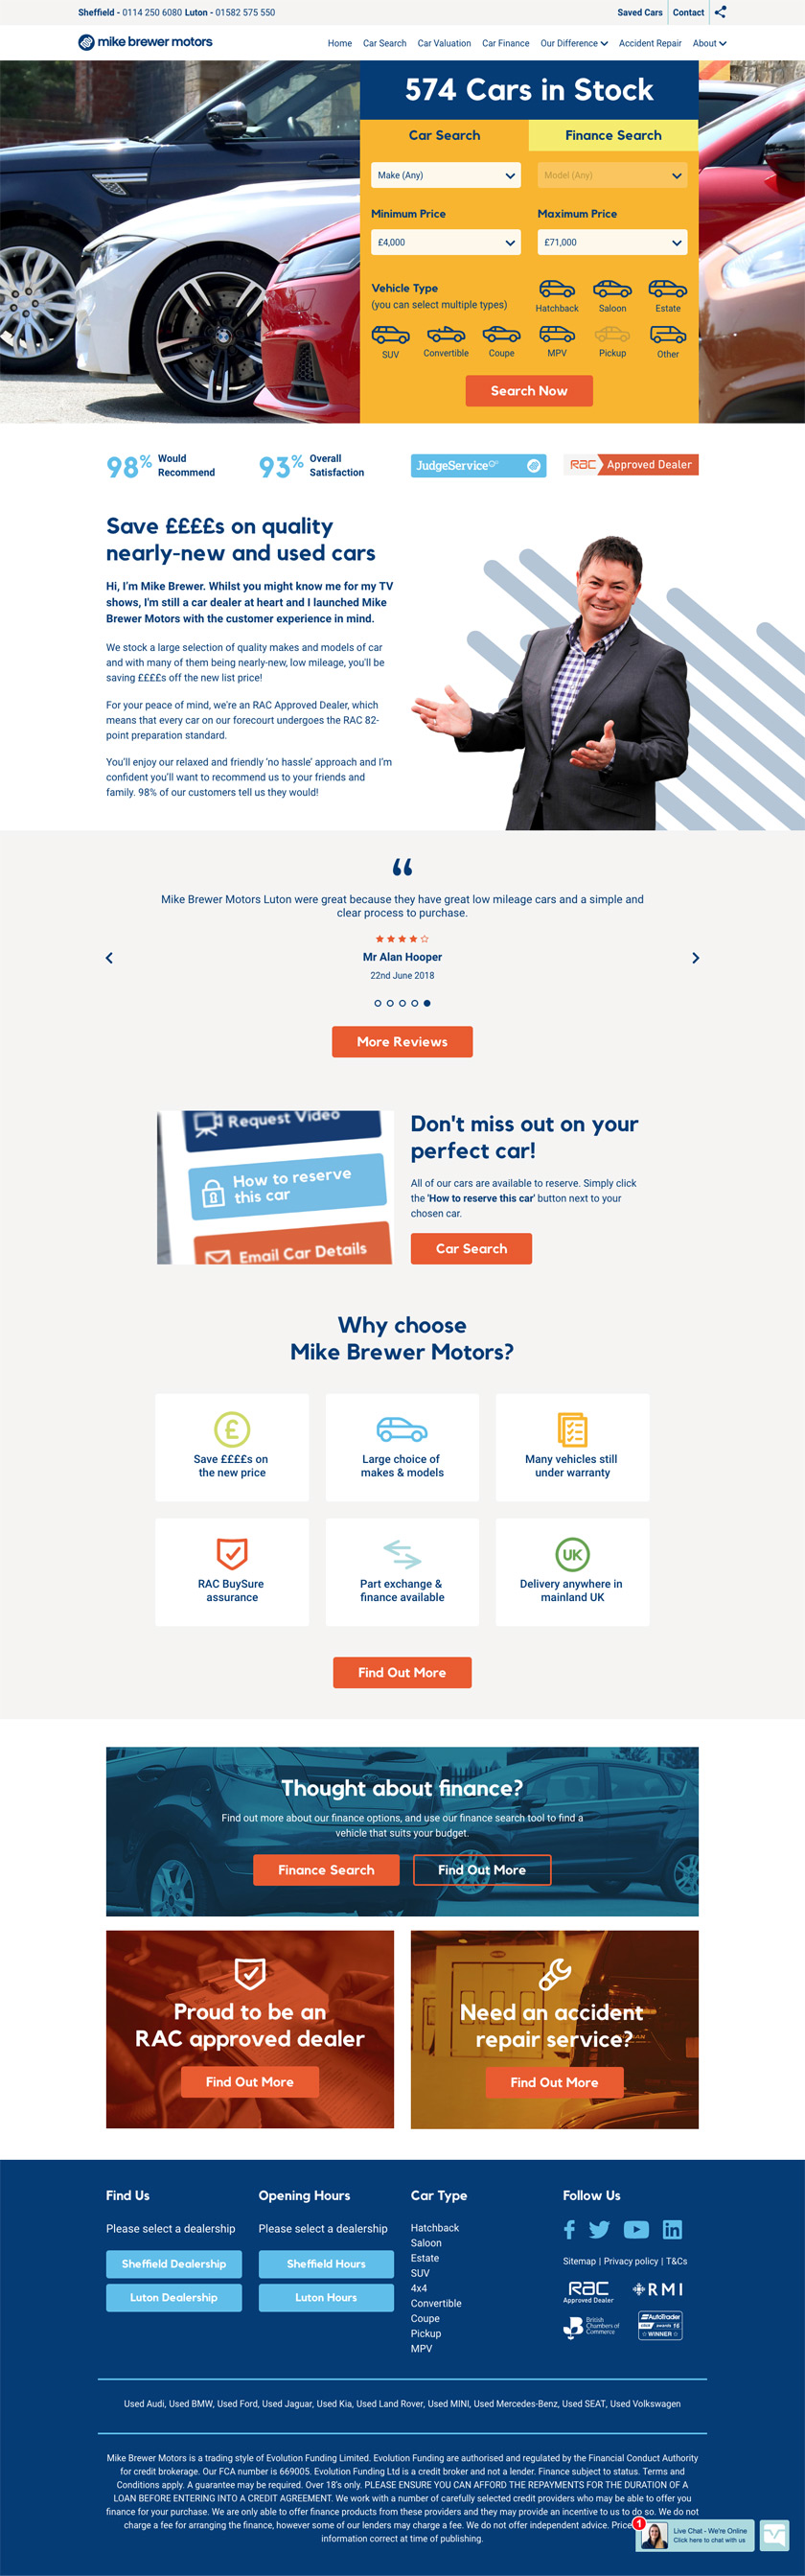 Sheffield - 0114 250 6080 Luton - 01582 575 550
Saved Cars
Contact
mike brewer motors
Home
Car Search
Car Valuation
Car Finance
Our Difference
Accident Repair
About
574 Cars in Stock
Car Search
Finance Search
Make (Any)
Model (Any)
Minimum Price
Maximum Price
£4,000
£71,000
Vehicle Type
(you can select multiple types)
Hatchback
Saloon
Estate
SUV
Convertible
Coupe
MPV
Pickup
Other
Search Now
98% Would
Recommend
93% Overall
Satisfaction
JudgeService
RAC Approved Dealer
Save ££££s on quality
nearly-new and used cars
Hi, I'm Mike Brewer. Whilst you might know me for my TV
shows, I'm still a car dealer at heart and I launched Mike
Brewer Motors with the customer experience in mind.
We stock a large selection of quality makes and models of car
and with many of them being nearly-new, low mileage, you'll be
saving ££££s off the new list price!
For your peace of mind, we're an RAC Approved Dealer, which
means that every car on our forecourt undergoes the RAC 82-
point preparation standard.
You'll enjoy our relaxed and friendly 'no hassle' approach and I'm
confident you'll want to recommend us to your friends and
family. 98% of our customers tell us they would!
“
Mike Brewer Motors Luton were great because they have great low mileage cars and a simple and
clear process to purchase.
Mr Alan Hooper
22nd June 2018
More Reviews
Request Video
How to reserve
this car
Email Car Details
Don't miss out on your
perfect car!
All of our cars are available to reserve. Simply click
the 'How to reserve this car' button next to your
chosen car.
Car Search
Why choose
Mike Brewer Motors?
£
Save ££££s on
the new price
Large choice of
makes & models
Many vehicles still
under warranty
RAC BuySure
assurance
Part exchange &
finance available
UK
Delivery anywhere in
mainland UK
Find Out More
Thought about finance?
Find out more about our finance options, and use our finance search tool to find a
vehicle that suits your budget.
Finance Search
Find Out More
Proud to be an
RAC approved dealer
Find Out More
Need an accident
repair service?
Find Out More
Find Us
Please select a dealership
Sheffield Dealership
Luton Dealership
Opening Hours
Please select a dealership
Sheffield Hours
Luton Hours
Car Type
Hatchback
Saloon
Estate
SUV
4x4
Convertible
Coupe
Pickup
MPV
Follow Us
Sitemap | Privacy policy | T&Cs
RAC
Approved Dealer
RMI
British
Chambers of
Commerce
AutoTrader
WINNER
Used Audi, Used BMW, Used Ford, Used Jaguar, Used Kia, Used Land Rover, Used MINI, Used Mercedes-Benz, Used SEAT, Used Volkswagen
Mike Brewer Motors is a trading style of Evolution Funding Limited. Evolution Funding are authorised and regulated by the Financial Conduct Authority
for credit brokerage. Our FCA number is 669005. Evolution Funding Ltd is a credit broker and not a lender. Finance subject to status. Terms and
Conditions apply. A guarantee may be required. Over 18's only. PLEASE ENSURE YOU CAN AFFORD THE REPAYMENTS FOR THE DURATION OF A
LOAN BEFORE ENTERING INTO A CREDIT AGREEMENT. We work with a number of carefully selected credit providers who may be able to offer you
finance for your purchase. We are only able to offer finance products from these providers and they may provide an incentive to us to do so. We do not
charge a fee for arranging the finance, however some of our lenders may charge a fee. We do not offer independent advice. Price
information correct at time of publishing.
1
Live Chat - We're Online
Click here to chat with us